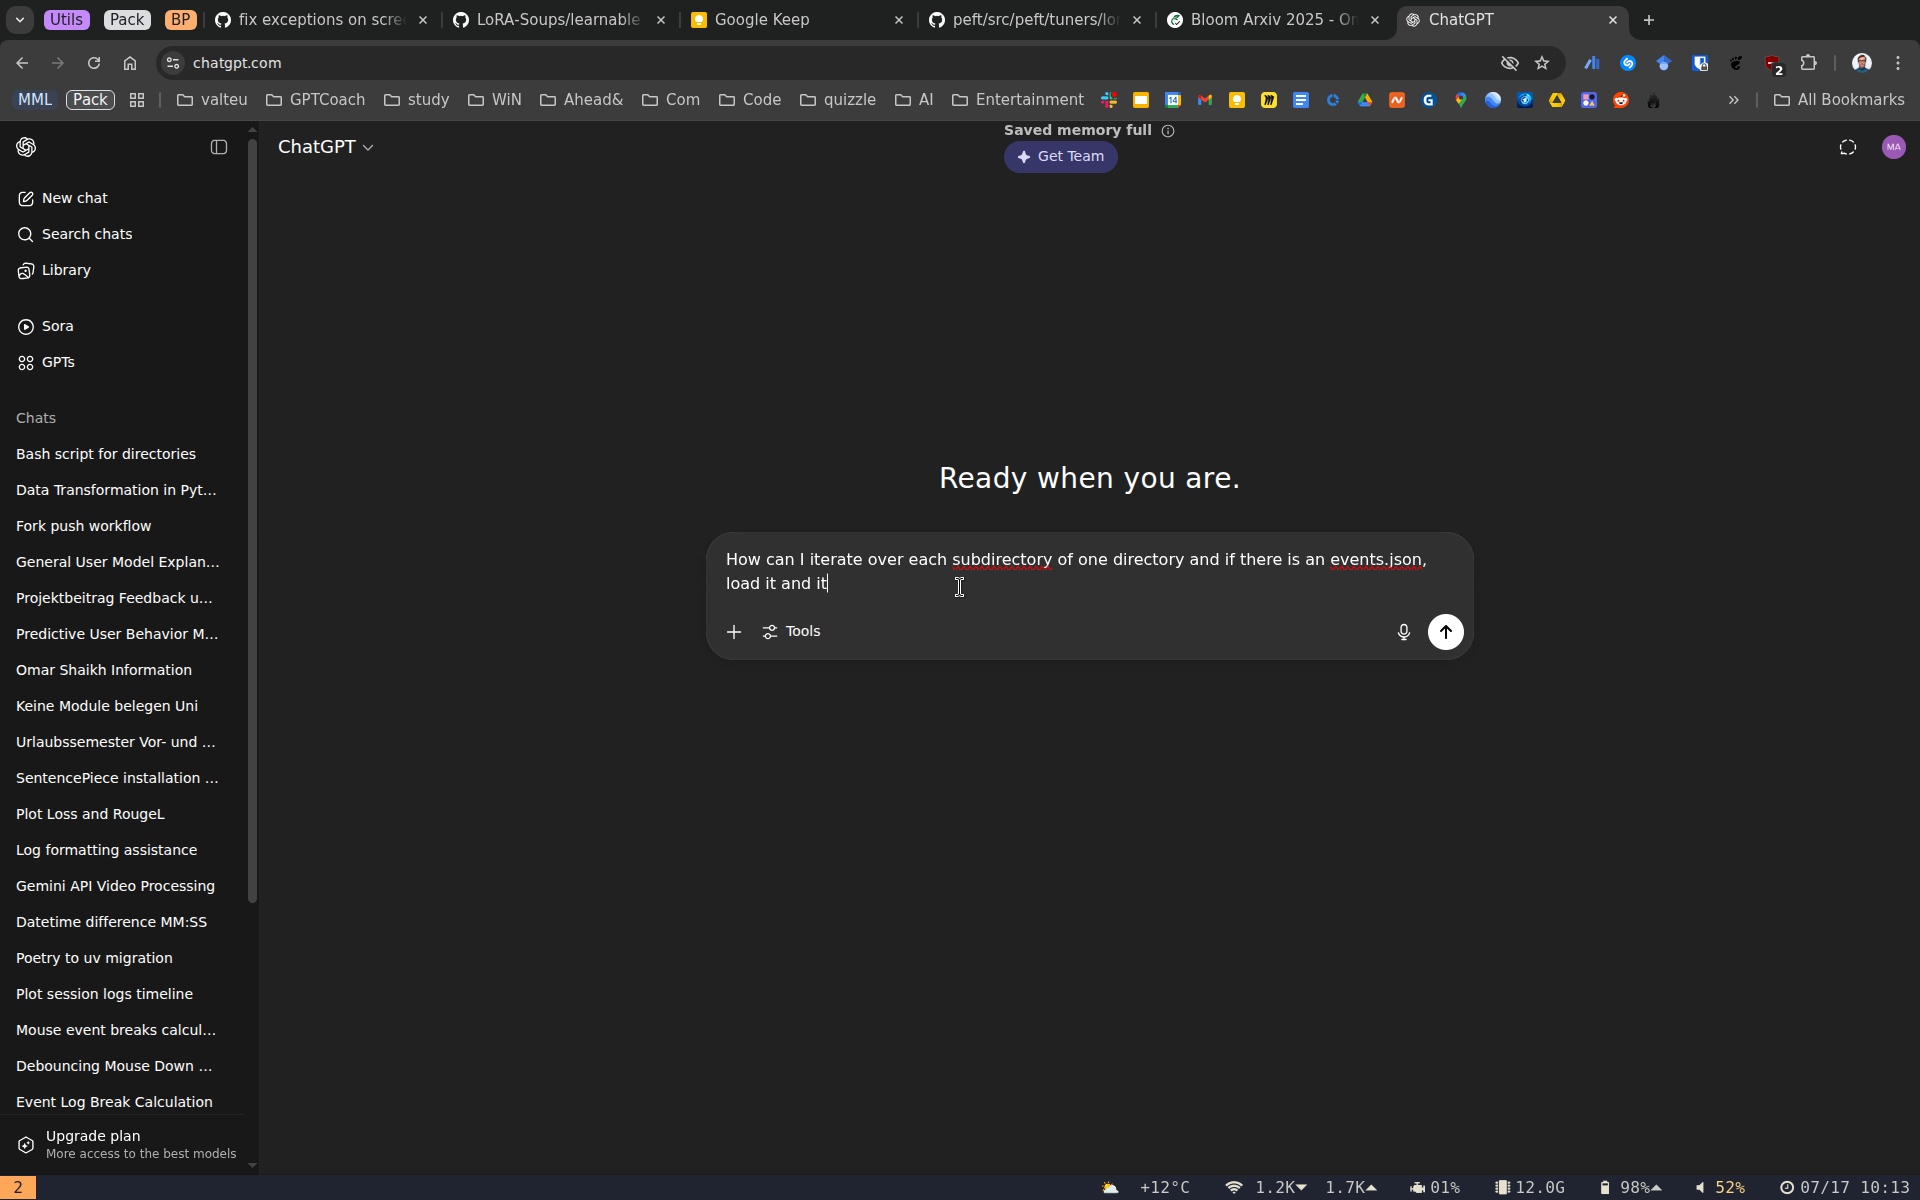 Utils
Pack
BP
fix exceptions on scre
LoRA-Soups/learnable
Google Keep
peft/src/peft/tuners/lo
Bloom Arxiv 2025 - O
ChatGPT
chatgpt.com
2
MML
Pack
valteu
GPTCoach
study
WiN
Ahead&
Com
Code
quizzle
AI
Entertainment
All Bookmarks
ChatGPT
Saved memory full
Get Team
MA
New chat
Search chats
Library
Sora
GPTs
Chats
Bash script for directories
Data Transformation in Pyt...
Fork push workflow
General User Model Explan...
Projektbeitrag Feedback u...
Predictive User Behavior M...
Omar Shaikh Information
Keine Module belegen Uni
Urlaubssemester Vor- und ...
SentencePiece installation ...
Plot Loss and RougeL
Log formatting assistance
Gemini API Video Processing
Datetime difference MM:SS
Poetry to uv migration
Plot session logs timeline
Mouse event breaks calcul...
Debouncing Mouse Down ...
Event Log Break Calculation
Upgrade plan
More access to the best models
Ready when you are.
How can I iterate over each subdirectory of one directory and if there is an events.json,
load it and it
Tools
2
+12°C
1.2K
1.7K
01%
12.0G
98%
52%
07/17 10:13